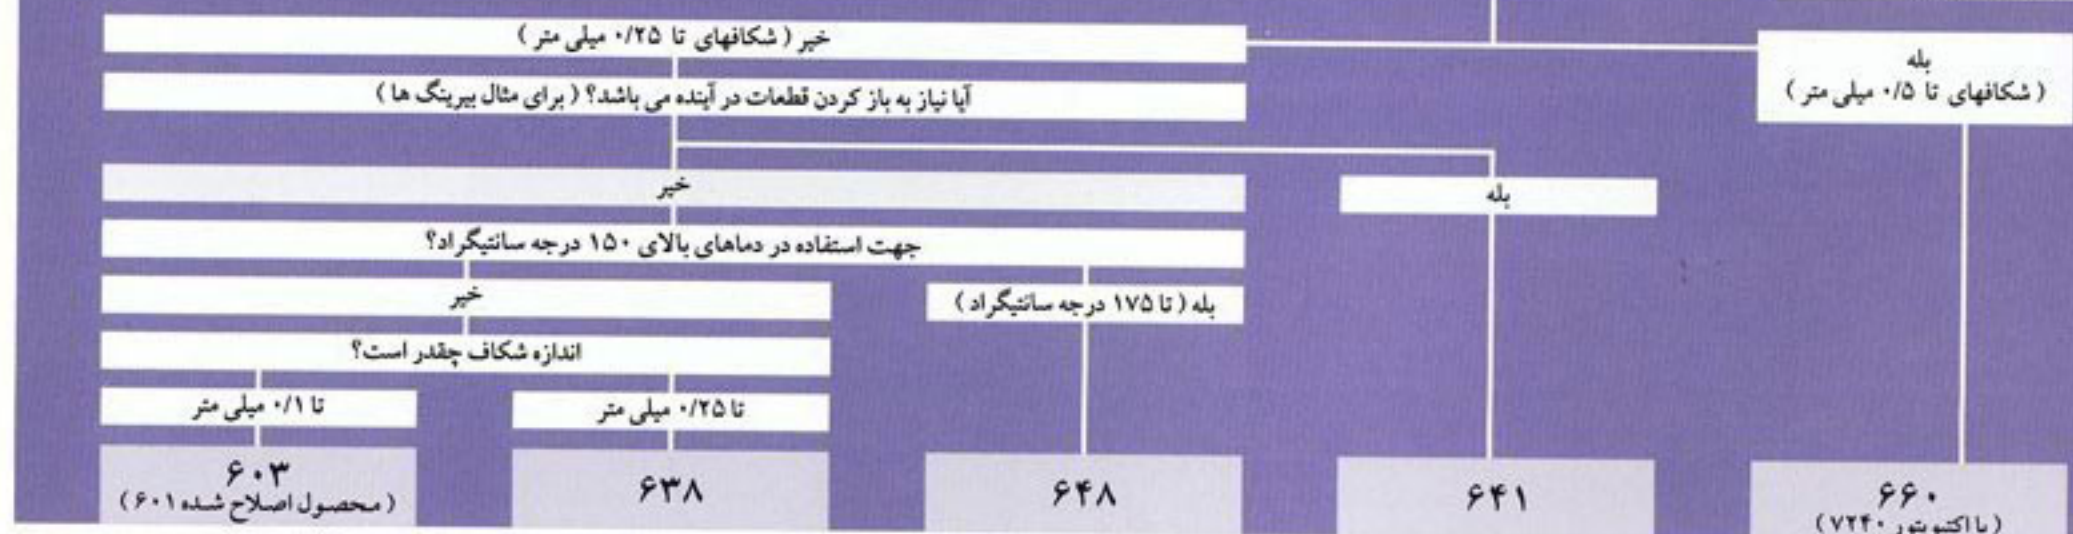 خیر ( شکافهای تا ۰/۲۵ میلی متر )
بله
( شکافهای تا ۰/۵ میلی متر )
آیا نیاز به باز کردن قطعات در آینده می باشد؟ ( برای مثال بیرینگ ها )
بله
خیر
جهت استفاده در دماهای بالای ۱۵۰ درجه سانتیگراد؟
بله ( تا ۱۷۵ درجه سانتیگراد )
خیر
اندازه شکاف چقدر است؟
تا ۰/۲۵ میلی متر
تا ۰/۱ میلی متر
۶۶۰
( با اکتیویتور ۷۲۴۰ )
۶۴۱
۶۴۸
۶۳۸
۶۰۳
( محصول اصلاح شده ۶۰۱ )